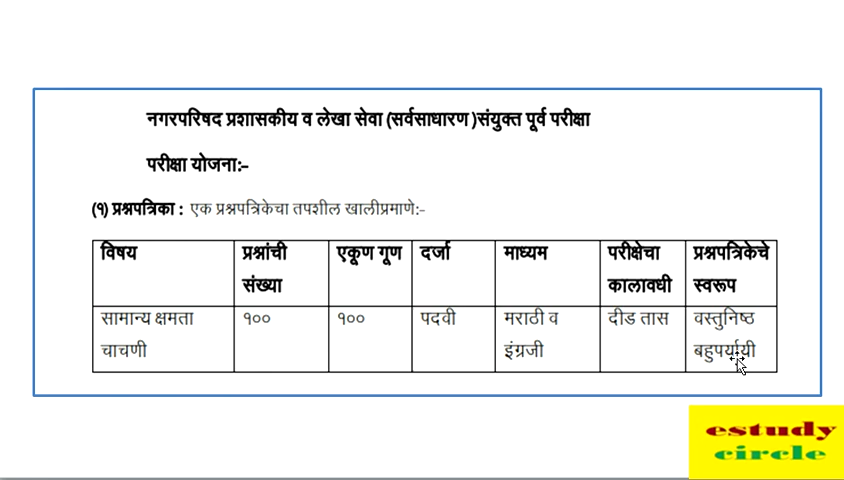 नगरपरिषद प्रशासकीय व लेखा सेवा (सर्वसाधारण )संयुक्त पूर्व परीक्षा
परीक्षा योजना:-
(१) प्रश्नपत्रिका : एक प्रश्नपत्रिकेचा तपशील खालीप्रमाणे:-
विषय प्रश्नांची एकूण गूण दर्जा माध्यम परीक्षेचा प्रश्नपत्रिकेचे
संख्या कालावधी स्वरूप
सामान्य क्षमता १०० १०० पदवी मराठी व दीड तास वस्तुनिष्ठ
चाचणी इंग्रजी बहुपर्यायी
estudy
circle